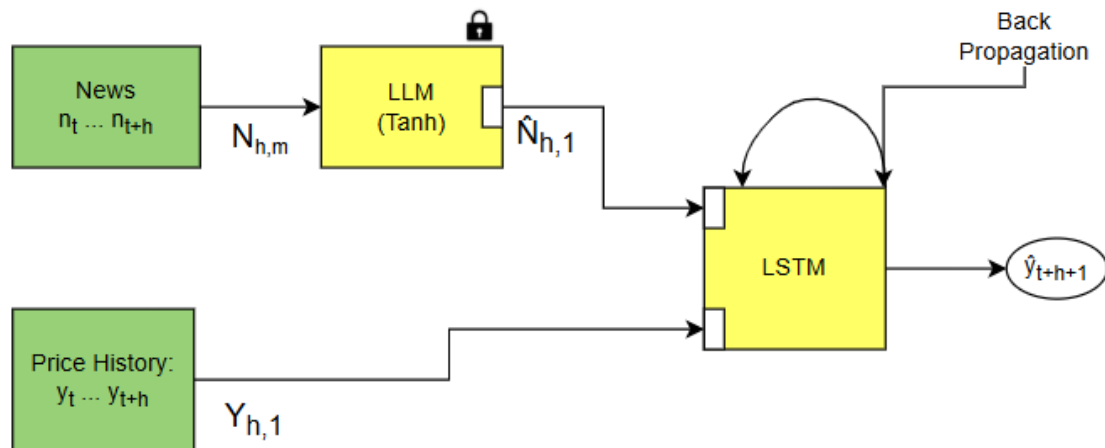 Back
Propagation
News
nₜ ... nₜ₊ₕ
LLM
(Tanh)
Nₕ,ₘ
N̂ₕ,₁
LSTM
ŷₜ₊ₕ₊₁
Price History:
yₜ ... yₜ₊ₕ
Yₕ,₁